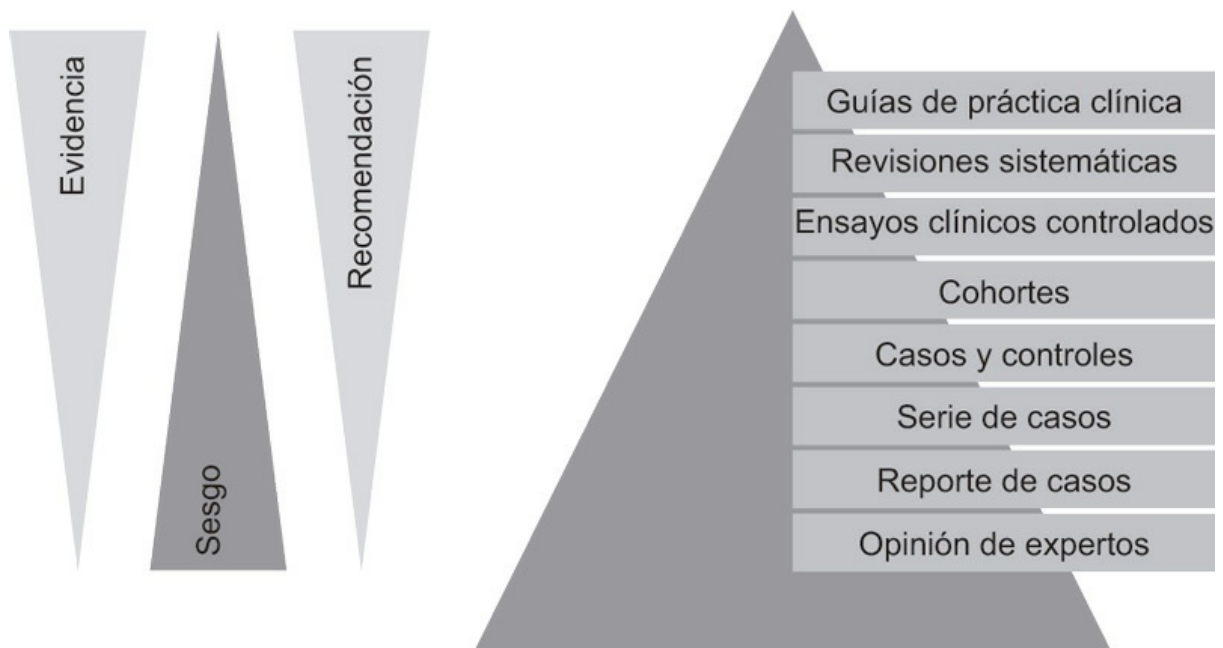 Evidencia
Sesgo
Recomendación
Guías de práctica clínica
Revisiones sistemáticas
Ensayos clínicos controlados
Cohortes
Casos y controles
Serie de casos
Reporte de casos
Opinión de expertos